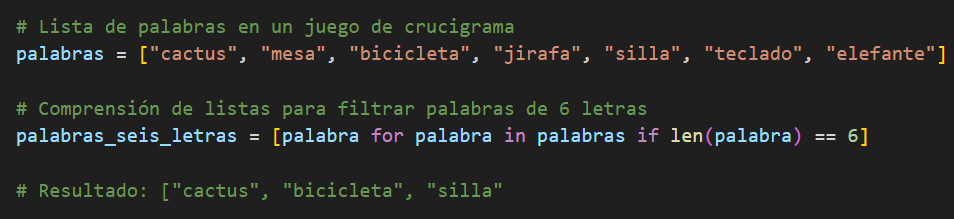 # Lista de palabras en un juego de crucigrama
palabras = ["cactus", "mesa", "bicicleta", "jirafa", "silla", "teclado", "elefante"]
# Comprensión de listas para filtrar palabras de 6 letras
palabras_seis_letras = [palabra for palabra in palabras if len(palabra) == 6]
# Resultado: ["cactus", "bicicleta", "silla"